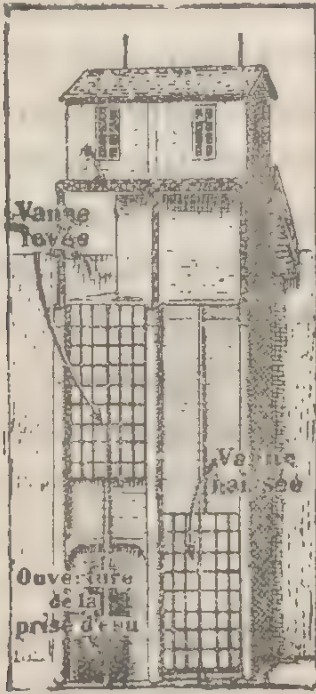 Vanne
levée
Vanne
baissée
Ouverture
de la
prise d'eau